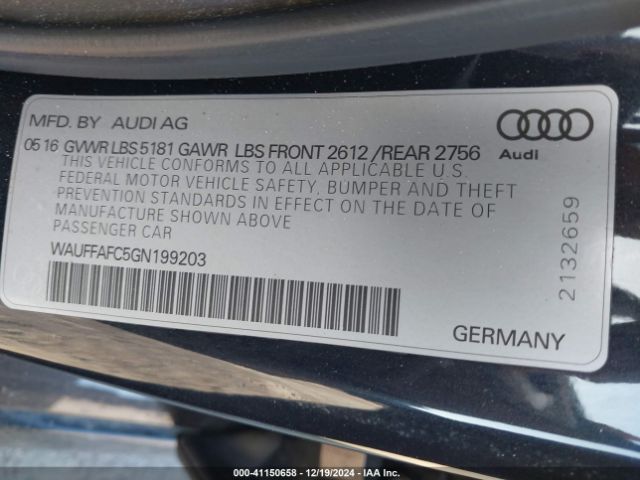 MFD. BY AUDI AG
05 16 GVWR LBS 5181 GAWR LBS FRONT 2612 / REAR 2756
THIS VEHICLE CONFORMS TO ALL APPLICABLE U.S.
FEDERAL MOTOR VEHICLE SAFETY, BUMPER AND THEFT
PREVENTION STANDARDS IN EFFECT ON THE DATE OF
MANUFACTURE SHOWN ABOVE
PASSENGER CAR
WAUFFAFC5GN199203
Audi
2132659
GERMANY
000-41150658 - 12/19/2024 - IAA Inc.